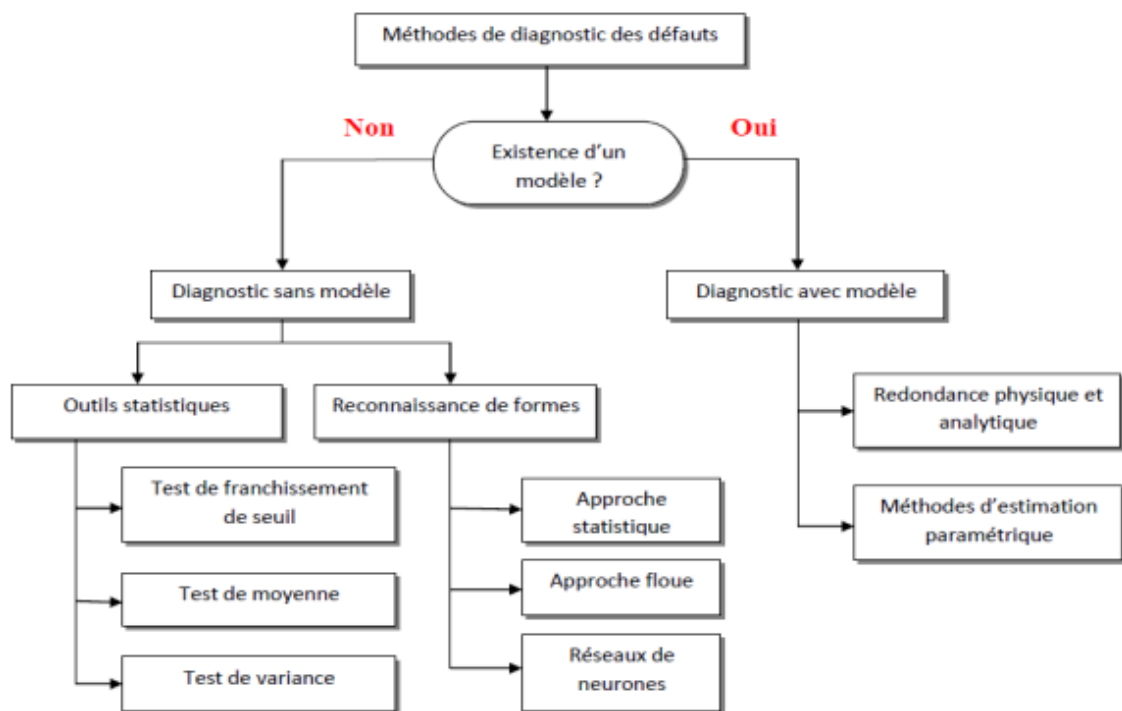 Méthodes de diagnostic des défauts
Non
Oui
Existence d'un
modèle ?
Diagnostic sans modèle
Diagnostic avec modèle
Outils statistiques
Reconnaissance de formes
Redondance physique et
analytique
Test de franchissement
de seuil
Approche
statistique
Méthodes d'estimation
paramétrique
Test de moyenne
Approche floue
Test de variance
Réseaux de
neurones